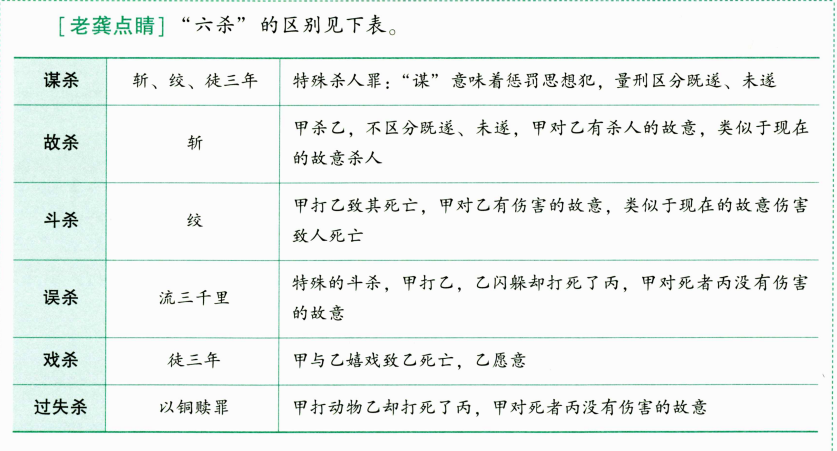 [老龚点睛]“六杀”的区别见下表。
谋杀 斩、绞、徒三年 特殊杀人罪：“谋”意味着惩罚思想犯，量刑区分既遂、未遂
故杀 斩 甲杀乙，不区分既遂、未遂，甲对乙有杀人的故意，类似于现在
的故意杀人
斗杀 绞 甲打乙致其死亡，甲对乙有伤害的故意，类似于现在的故意伤害
致人死亡
误杀 流三千里 特殊的斗杀，甲打乙，乙闪躲却打死了丙，甲对死者丙没有伤害
的故意
戏杀 徒三年 甲与乙嬉戏致乙死亡，乙愿意
过失杀 以铜赎罪 甲打动物乙却打死了丙，甲对死者丙没有伤害的故意